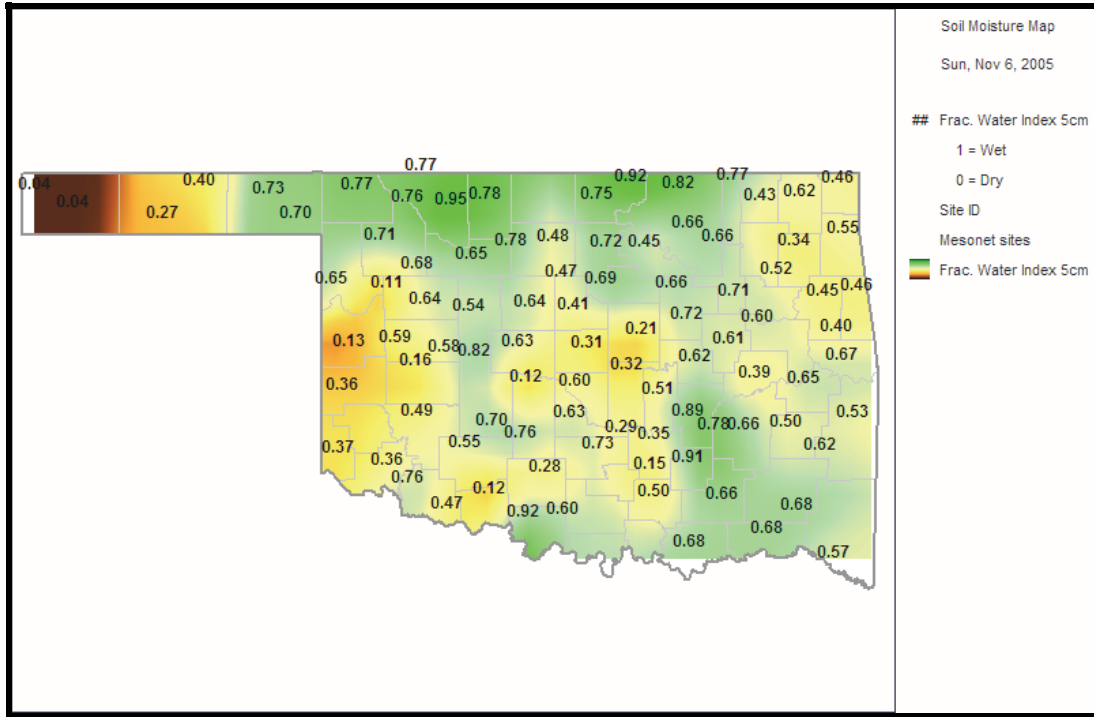 Soil Moisture Map
Sun, Nov 6, 2005
## Frac. Water Index 5cm
1 = Wet
0 = Dry
Site ID
Mesonet sites
Frac. Water Index 5cm
0.77
0.04 0.40 0.73 0.77 0.76 0.95 0.78 0.75 0.92 0.82 0.77 0.43 0.62 0.46
0.04 0.27 0.70
0.71 0.65 0.78 0.48 0.72 0.45 0.66 0.66 0.34 0.55
0.65 0.11 0.68 0.47 0.69 0.66 0.71 0.52 0.45 0.46
0.64 0.54 0.64 0.41 0.72 0.60 0.40
0.13 0.59 0.58 0.82 0.63 0.31 0.21 0.61 0.67
0.16 0.32 0.62
0.36 0.12 0.60 0.51 0.39 0.65
0.49 0.70 0.63 0.89 0.78 0.66 0.50 0.53
0.37 0.55 0.76 0.73 0.29 0.35 0.62
0.36 0.28 0.15 0.91
0.76 0.12 0.50 0.66
0.47 0.92 0.60 0.68
0.68 0.68
0.57